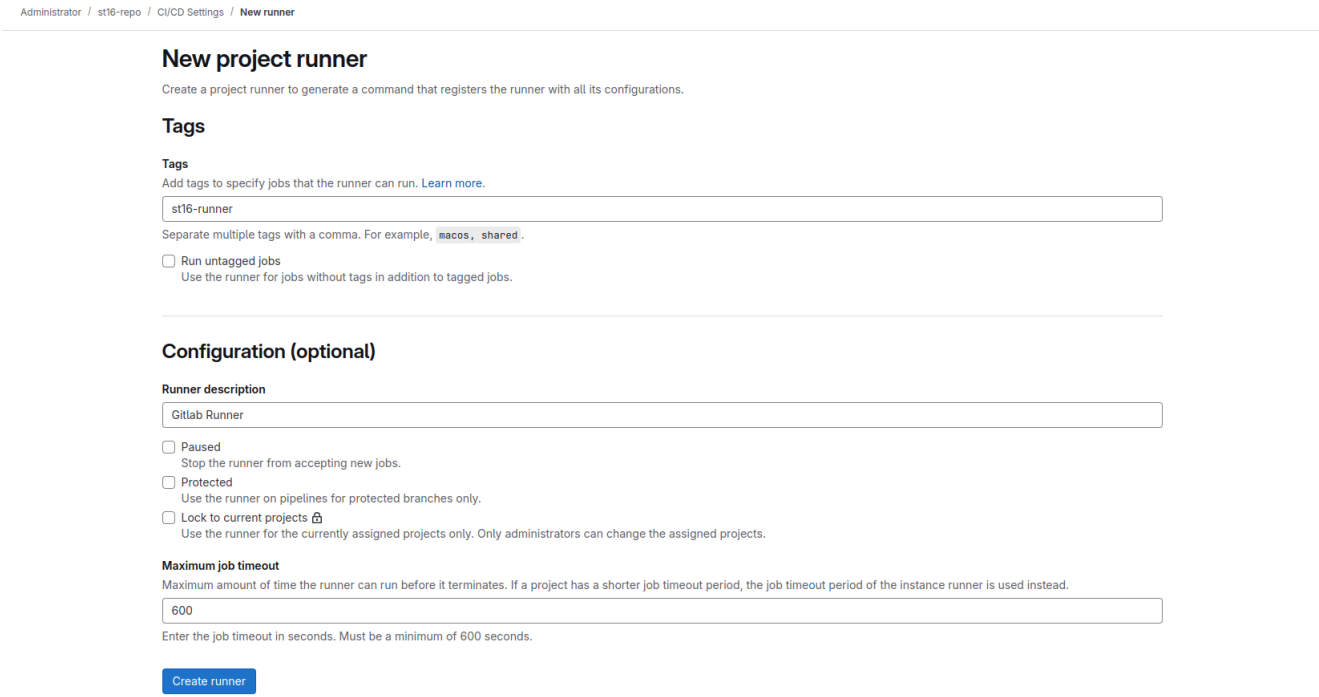 Administrator / st16-repo / CI/CD Settings / New runner
New project runner
Create a project runner to generate a command that registers the runner with all its configurations.
Tags
Tags
Add tags to specify jobs that the runner can run. Learn more.
st16-runner
Separate multiple tags with a comma. For example, macos, shared.
Run untagged jobs
Use the runner for jobs without tags in addition to tagged jobs.
Configuration (optional)
Runner description
Gitlab Runner
Paused
Stop the runner from accepting new jobs.
Protected
Use the runner on pipelines for protected branches only.
Lock to current projects
Use the runner for the currently assigned projects only. Only administrators can change the assigned projects.
Maximum job timeout
Maximum amount of time the runner can run before it terminates. If a project has a shorter job timeout period, the job timeout period of the instance runner is used instead.
600
Enter the job timeout in seconds. Must be a minimum of 600 seconds.
Create runner